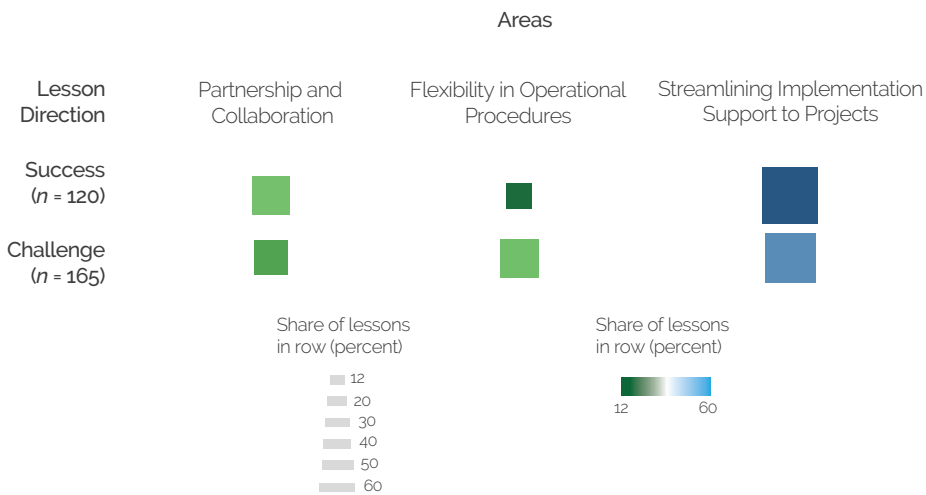 Areas
Lesson
Direction
Partnership and
Collaboration
Flexibility in Operational
Procedures
Streamlining Implementation
Support to Projects
Success
(n = 120)
Challenge
(n = 165)
Share of lessons
in row (percent)
12
20
30
40
50
60
Share of lessons
in row (percent)
12 60